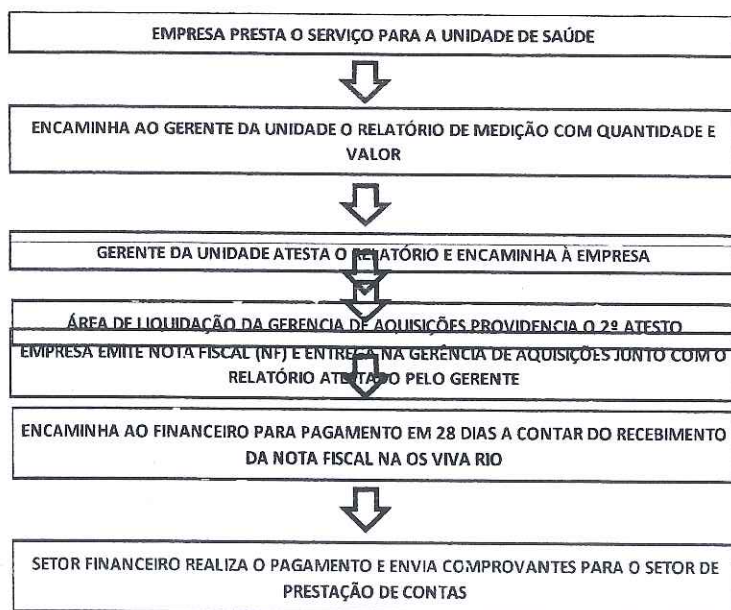 EMPRESA PRESTA O SERVIÇO PARA A UNIDADE DE SAÚDE
ENCAMINHA AO GERENTE DA UNIDADE O RELATÓRIO DE MEDIÇÃO COM QUANTIDADE E
VALOR
GERENTE DA UNIDADE ATESTA O RELATÓRIO E ENCAMINHA À EMPRESA
ÁREA DE LIQUIDAÇÃO DA GERENCIA DE AQUISIÇÕES PROVIDENCIA O 2º ATESTO
EMPRESA EMITE NOTA FISCAL (NF) E ENTREGA NA GERÊNCIA DE AQUISIÇÕES JUNTO COM O
RELATÓRIO ATESTADO PELO GERENTE
ENCAMINHA AO FINANCEIRO PARA PAGAMENTO EM 28 DIAS A CONTAR DO RECEBIMENTO
DA NOTA FISCAL NA OS VIVA RIO
SETOR FINANCEIRO REALIZA O PAGAMENTO E ENVIA COMPROVANTES PARA O SETOR DE
PRESTAÇÃO DE CONTAS